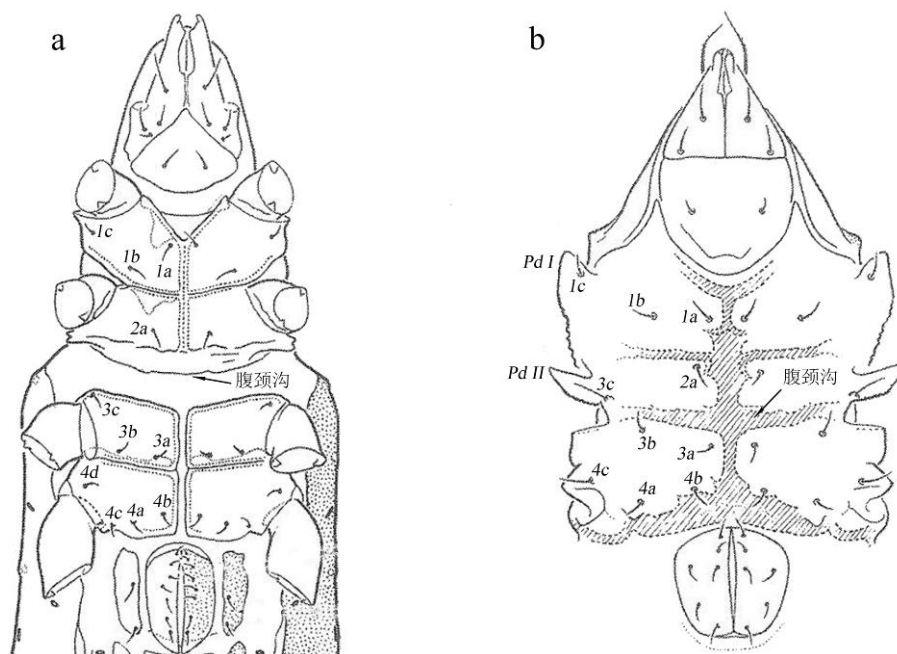 a
1c
1b 1a
2a
腹颈沟
3c
3b 3a
4d
4c 4a 4b
b
Pd I
1c
1b 1a
Pd II
3c 2a 腹颈沟
3b 3a
4c 4b
4a